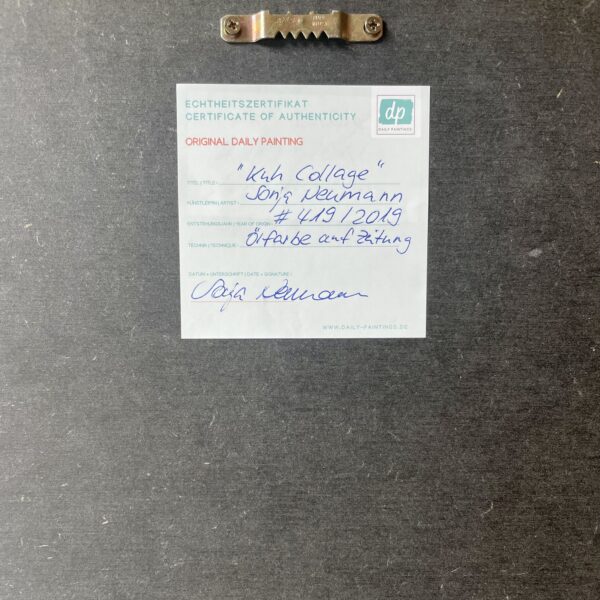 ECHTHEITSZERTIFIKAT
CERTIFICATE OF AUTHENTICITY
dp
DAILY PAINTINGS
ORIGINAL DAILY PAINTING
TITEL | TITLE : "Kuh Collage"
KÜNSTLER(IN) | ARTIST : Sonja Neumann
ENTSTEHUNGSJAHR | YEAR OF ORIGIN : # 419/2019
TECHNIK | TECHNIQUE : Ölfarbe auf Zeitung
DATUM + UNTERSCHRIFT | DATE + SIGNATURE :
Sonja Neumann
WWW.DAILY-PAINTINGS.DE